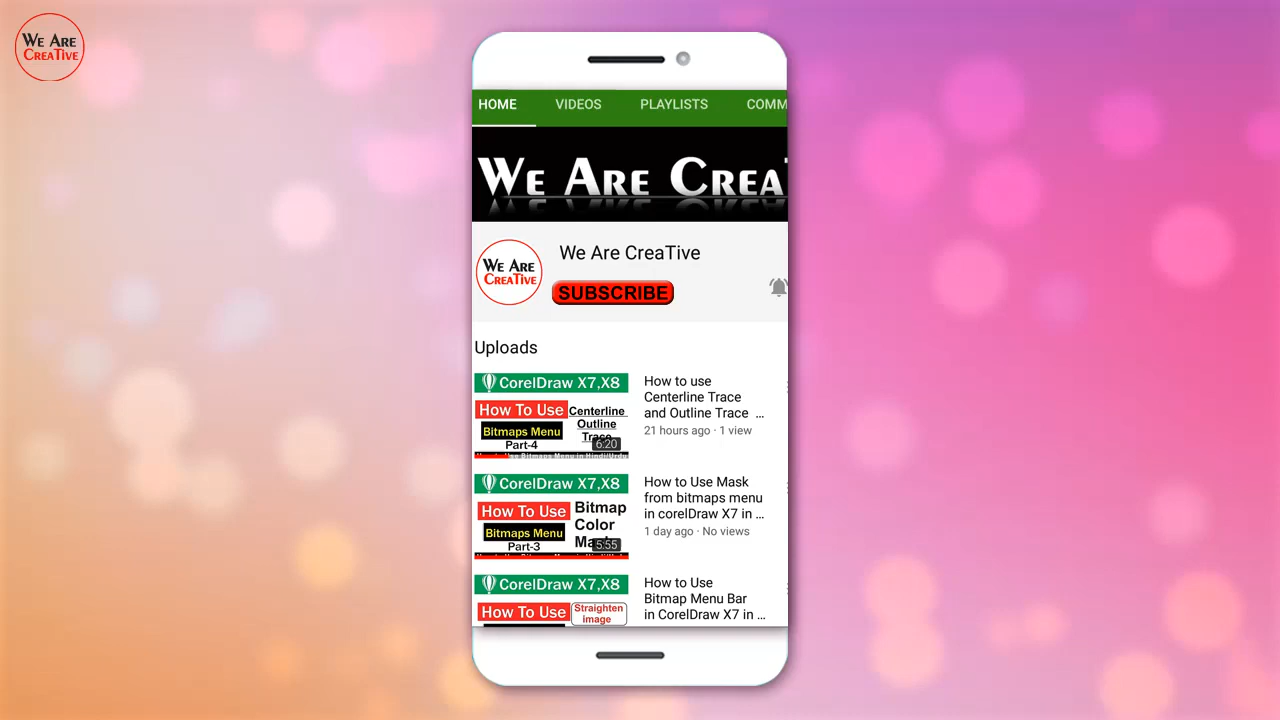 We Are
CreaTive
HOME VIDEOS PLAYLISTS COMM
We Are Crea
We Are
CreaTive
We Are CreaTive
SUBSCRIBE
Uploads
CorelDraw X7,X8
How To Use
Centerline
Outline
Trace
Bitmaps Menu
Part-4
6:20
How to use
Centerline Trace
and Outline Trace ...
21 hours ago · 1 view
CorelDraw X7,X8
How To Use
Bitmap
Color
Bitmaps Menu
Part-3
5:55
How to Use Mask
from bitmaps menu
in corelDraw X7 in ...
1 day ago · No views
CorelDraw X7,X8
How To Use
Straighten
image
How to Use
Bitmap Menu Bar
in CorelDraw X7 in ...